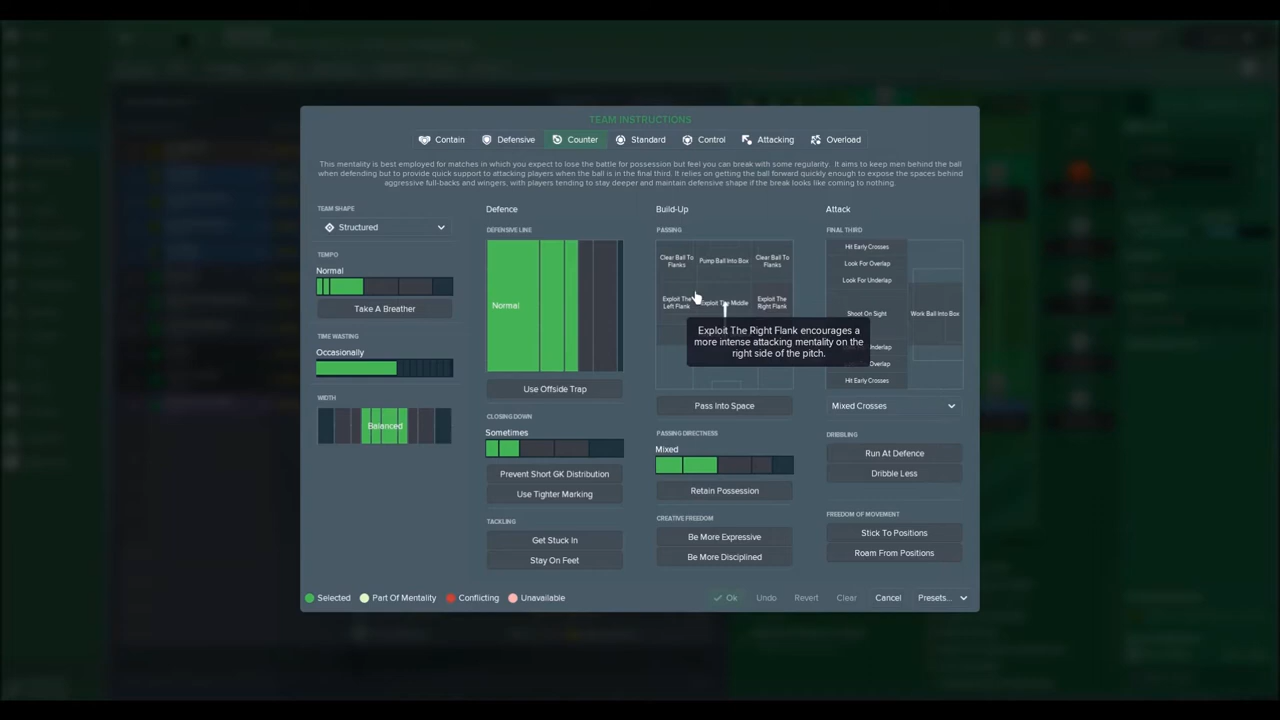 TEAM INSTRUCTIONS
Contain
Defensive
Counter
Standard
Control
Attacking
Overload
This mentality is best employed for matches in which you expect to lose the battle for possession but feel you can break with some regularity. It aims to keep men behind the ball
when defending but to provide quick support to attacking players when the ball is in the final third. It relies on getting the ball forward quickly enough to expose the spaces behind
aggressive full-backs and wingers, with players tending to stay deeper and maintain defensive shape if the break looks like coming to nothing.
TEAM SHAPE
Structured
TEMPO
Normal
Take A Breather
TIME WASTING
Occasionally
WIDTH
Balanced
Defence
DEFENSIVE LINE
Normal
Use Offside Trap
CLOSING DOWN
Sometimes
Prevent Short GK Distribution
Use Tighter Marking
TACKLING
Get Stuck In
Stay On Feet
Build-Up
PASSING
Clear Ball To
Flanks
Pump Ball Into Box
Clear Ball To
Flanks
Exploit The
Left Flank
Exploit The Middle
Exploit The
Right Flank
Exploit The Right Flank encourages a
more intense attacking mentality on the
right side of the pitch.
Pass Into Space
PASSING DIRECTNESS
Mixed
Retain Possession
CREATIVE FREEDOM
Be More Expressive
Be More Disciplined
Attack
FINAL THIRD
Hit Early Crosses
Look For Overlap
Look For Underlap
Shoot On Sight
Work Ball Into Box
nderlap
Overlap
Hit Early Crosses
Mixed Crosses
DRIBBLING
Run At Defence
Dribble Less
FREEDOM OF MOVEMENT
Stick To Positions
Roam From Positions
Selected
Part Of Mentality
Conflicting
Unavailable
Ok
Undo
Revert
Clear
Cancel
Presets...